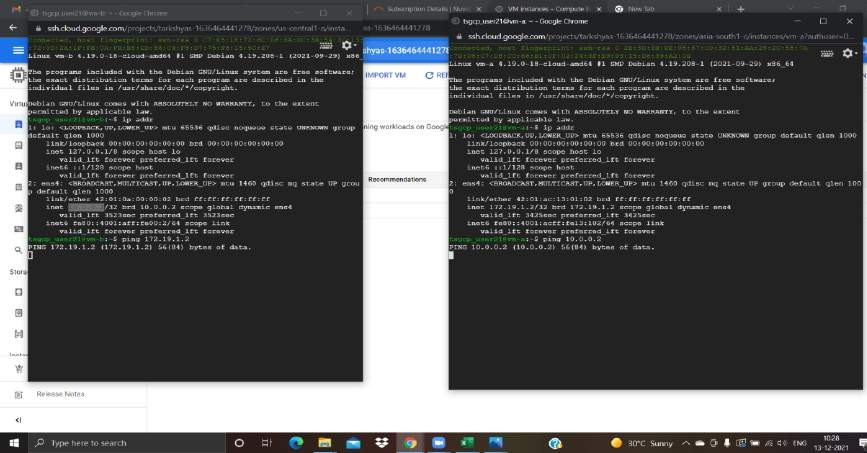 tsgcp_user21@vm-b: ~ - Google Chrome
ssh.cloud.google.com/projects/tarkshyas-1636464441278/zones/us-central1-c/insta...
Linux vm-b 4.19.0-18-cloud-amd64 #1 SMP Debian 4.19.208-1 (2021-09-29) x86_
The programs included with the Debian GNU/Linux system are free software;
the exact distribution terms for each program are described in the
individual files in /usr/share/doc/*/copyright.
Debian GNU/Linux comes with ABSOLUTELY NO WARRANTY, to the extent
permitted by applicable law.
tsgcp_user21@vm-b:~$ ip addr
1: lo: <LOOPBACK,UP,LOWER_UP> mtu 65536 qdisc noqueue state UNKNOWN group
default qlen 1000
link/loopback 00:00:00:00:00:00 brd 00:00:00:00:00:00
inet 127.0.0.1/8 scope host lo
valid_lft forever preferred_lft forever
inet6 ::1/128 scope host
valid_lft forever preferred_lft forever
2: ens4: <BROADCAST,MULTICAST,UP,LOWER_UP> mtu 1460 qdisc mq state UP grou
p default qlen 1000
link/ether 42:01:0a:00:00:02 brd ff:ff:ff:ff:ff:ff
inet 10.0.0.2/32 brd 10.0.0.2 scope global dynamic ens4
valid_lft 3523sec preferred_lft 3523sec
inet6 fe80::4001:aff:fe00:2/64 scope link
valid_lft forever preferred_lft forever
tsgcp_user21@vm-b:~$ ping 172.19.1.2
PING 172.19.1.2 (172.19.1.2) 56(84) bytes of data.
Subscription Details | Nuve
VM instances – Compute E
New Tab
as-1636464441278
shyas-1636464441278
IMPORT VM
REF
ning workloads on Google
Recommendations
Virtu
Stora
Release Notes
tsgcp_user21@vm-a: ~ - Google Chrome
ssh.cloud.google.com/projects/tarkshyas-1636464441278/zones/asia-south1-c/instances/vm-a?authuser=0...
Linux vm-a 4.19.0-18-cloud-amd64 #1 SMP Debian 4.19.208-1 (2021-09-29) x86_64
The programs included with the Debian GNU/Linux system are free software;
the exact distribution terms for each program are described in the
individual files in /usr/share/doc/*/copyright.
Debian GNU/Linux comes with ABSOLUTELY NO WARRANTY, to the extent
permitted by applicable law.
tsgcp_user21@vm-a:~$ ip addr
1: lo: <LOOPBACK,UP,LOWER_UP> mtu 65536 qdisc noqueue state UNKNOWN group default qlen 1000
link/loopback 00:00:00:00:00:00 brd 00:00:00:00:00:00
inet 127.0.0.1/8 scope host lo
valid_lft forever preferred_lft forever
inet6 ::1/128 scope host
valid_lft forever preferred_lft forever
2: ens4: <BROADCAST,MULTICAST,UP,LOWER_UP> mtu 1460 qdisc mq state UP group default qlen 100
0
link/ether 42:01:ac:13:01:02 brd ff:ff:ff:ff:ff:ff
inet 172.19.1.2/32 brd 172.19.1.2 scope global dynamic ens4
valid_lft 3425sec preferred_lft 3425sec
inet6 fe80::4001:acff:fe13:102/64 scope link
valid_lft forever preferred_lft forever
tsgcp_user21@vm-a:~$ ping 10.0.0.2
PING 10.0.0.2 (10.0.0.2) 56(84) bytes of data.
Type here to search
30°C Sunny
ENG
10:28
13-12-2021